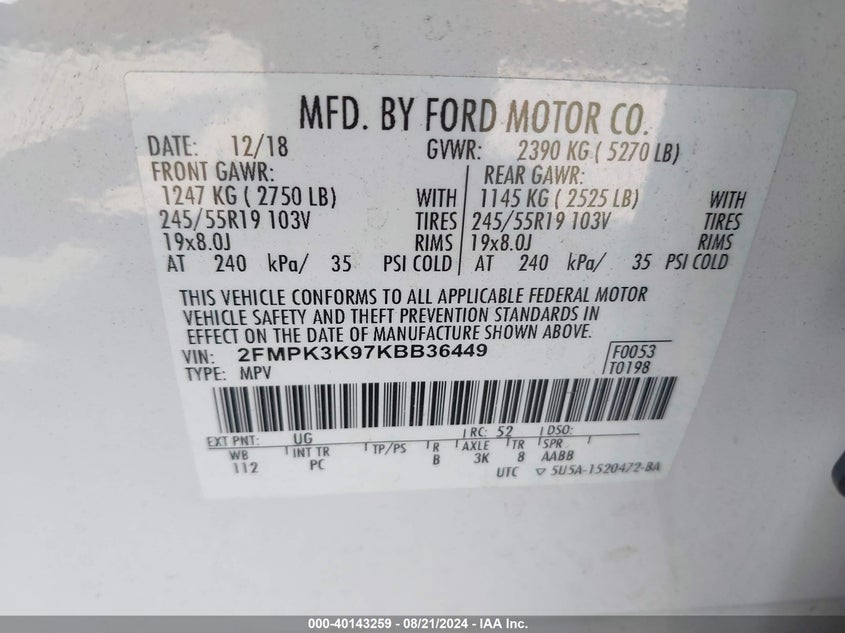 MFD. BY FORD MOTOR CO.
DATE: 12/18 GVWR: 2390 KG ( 5270 LB)
FRONT GAWR: REAR GAWR:
1247 KG ( 2750 LB) WITH 1145 KG ( 2525 LB) WITH
245/55R19 103V TIRES 245/55R19 103V TIRES
19x8.0J RIMS 19x8.0J RIMS
AT 240 kPa/ 35 PSI COLD AT 240 kPa/ 35 PSI COLD
THIS VEHICLE CONFORMS TO ALL APPLICABLE FEDERAL MOTOR
VEHICLE SAFETY AND THEFT PREVENTION STANDARDS IN
EFFECT ON THE DATE OF MANUFACTURE SHOWN ABOVE.
VIN: 2FMPK3K97KBB36449 F0053
TYPE: MPV T0198
EXT PNT: UG RC: 52 DSO:
WB INT TR TP/PS R AXLE TR SPR
112 PC B 3K 8 AABB
UTC ▽ 5U5A-1520472-BA
000-40143259 - 08/21/2024 - IAA Inc.